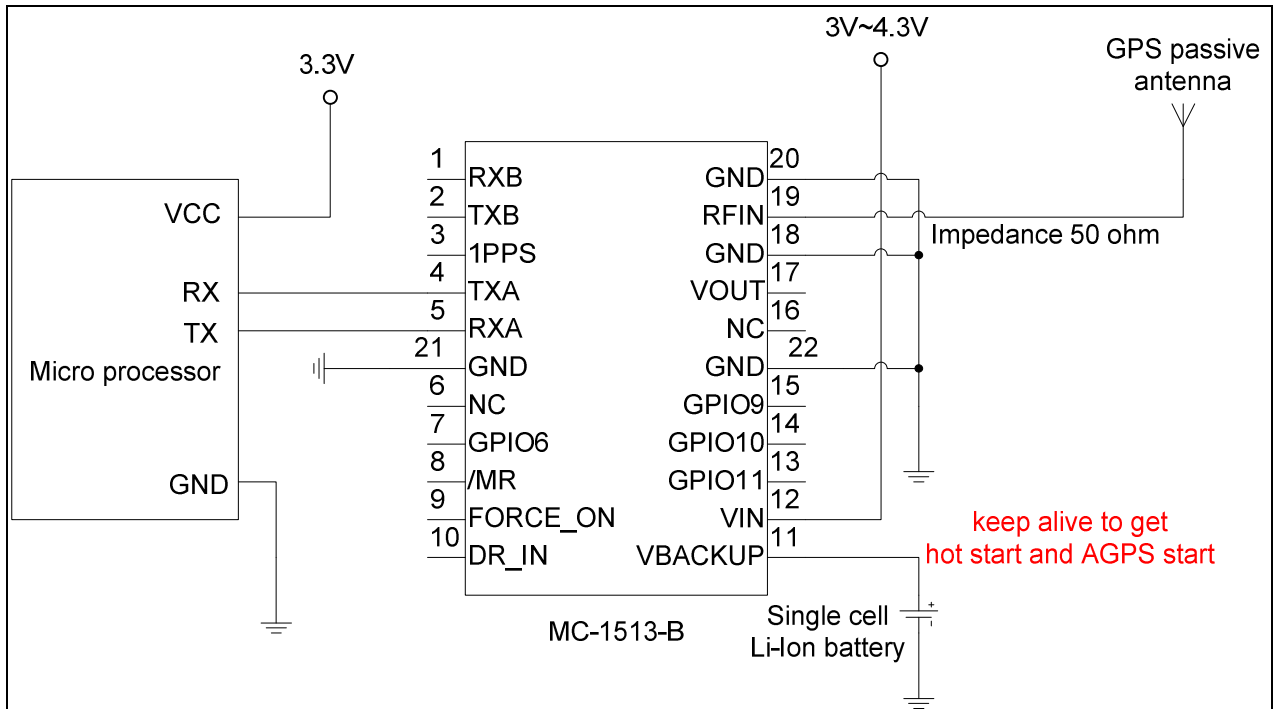 3.3V
3V~4.3V
GPS passive
antenna
VCC
RX
TX
Micro processor
GND
1
RXB
2
TXB
3
1PPS
4
TXA
5
RXA
21
GND
6
NC
7
GPIO6
8
/MR
9
FORCE_ON
10
DR_IN
20
GND
19
RFIN
18
GND
17
VOUT
16
NC
22
GND
15
GPIO9
14
GPIO10
13
GPIO11
12
VIN
11
VBACKUP
MC-1513-B
Impedance 50 ohm
keep alive to get
hot start and AGPS start
Single cell
Li-Ion battery
+
-